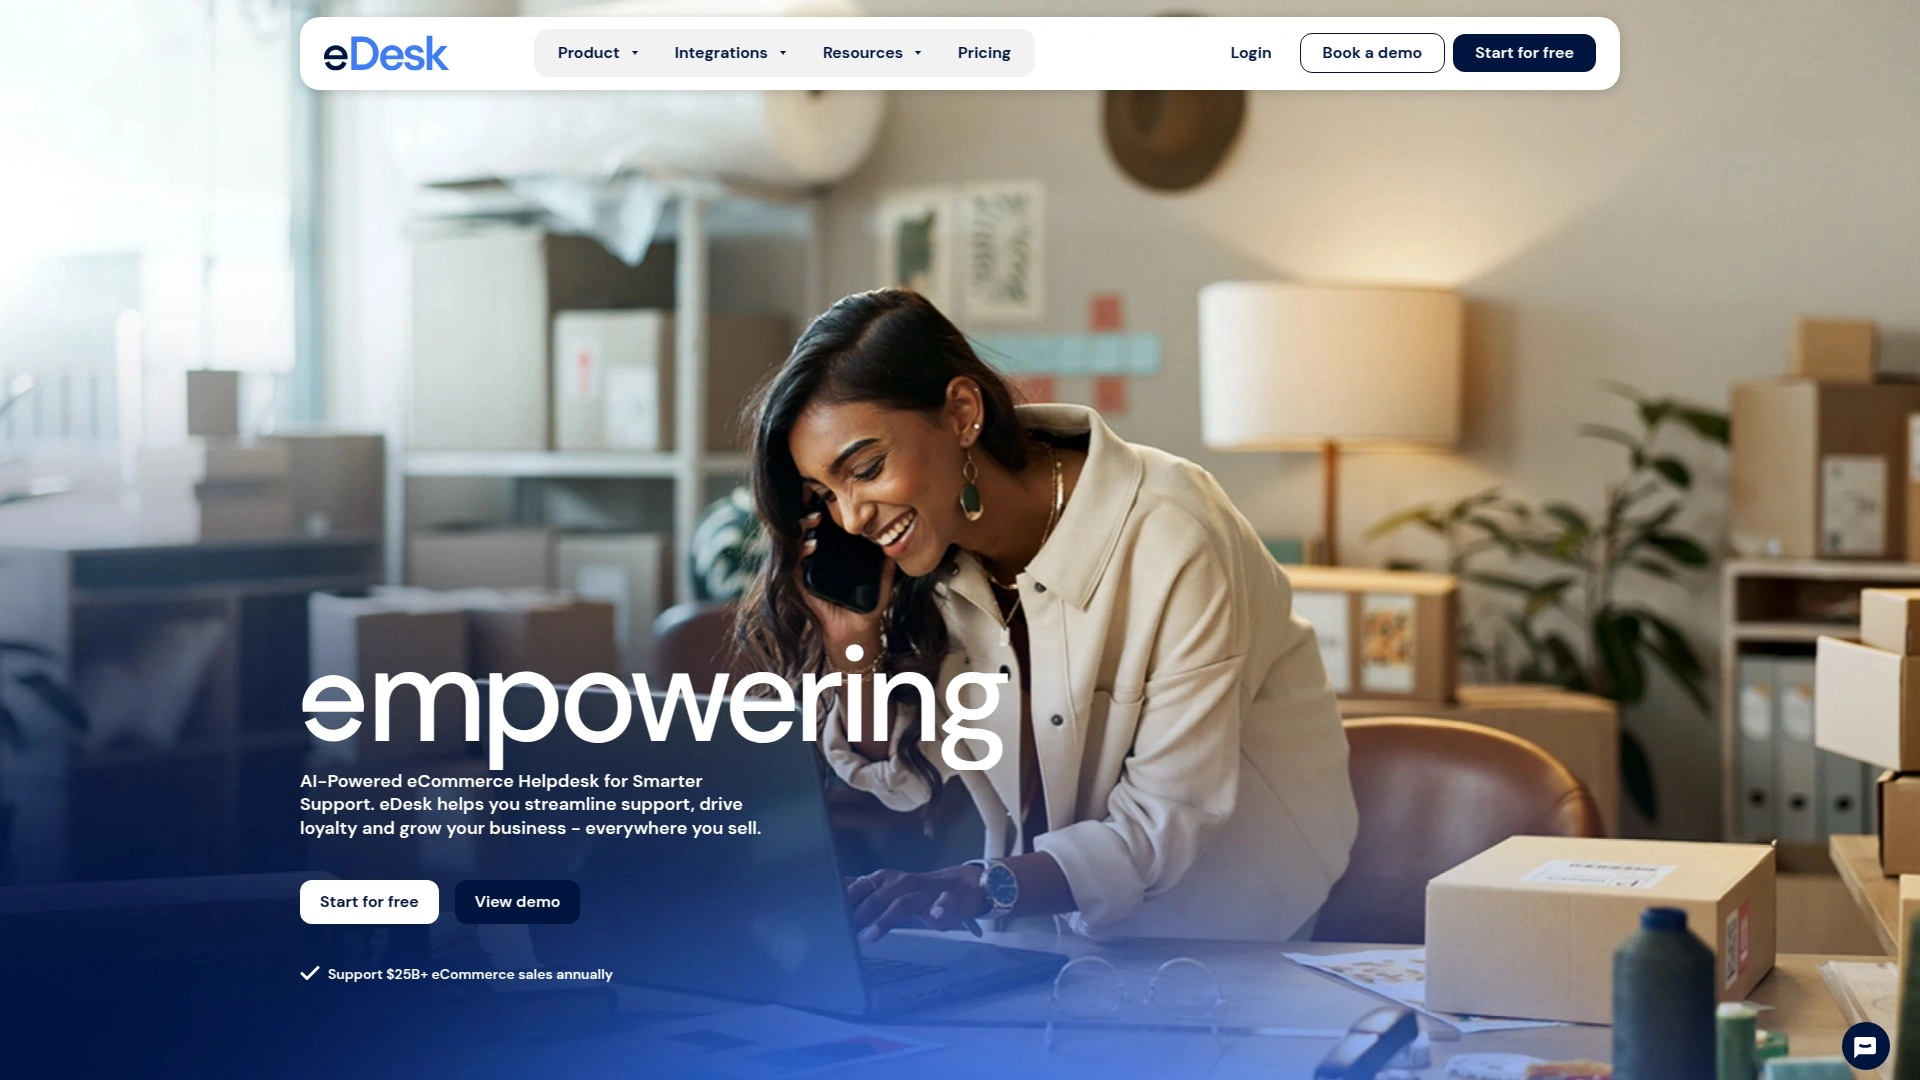 eDesk
Product
Integrations
Resources
Pricing
Login
Book a demo
Start for free
empowering
AI-Powered eCommerce Helpdesk for Smarter
Support. eDesk helps you streamline support, drive
loyalty and grow your business - everywhere you sell.
Start for free
View demo
Support $25B+ eCommerce sales annually